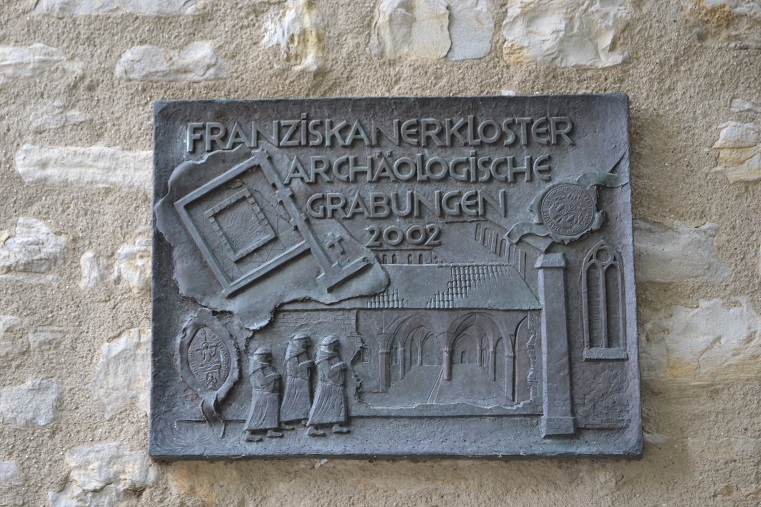 FRANZISKANERKLOSTER
ARCHÄOLOGISCHE
GRABUNGEN
2002